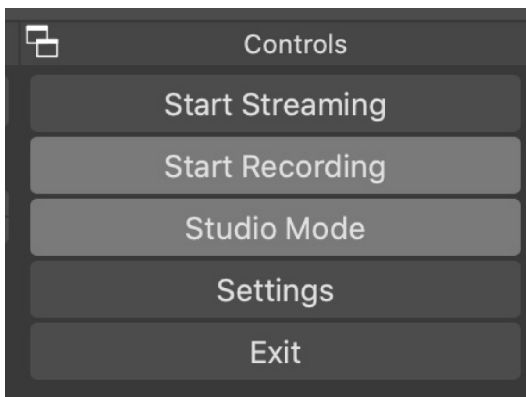 Controls
Start Streaming
Start Recording
Studio Mode
Settings
Exit